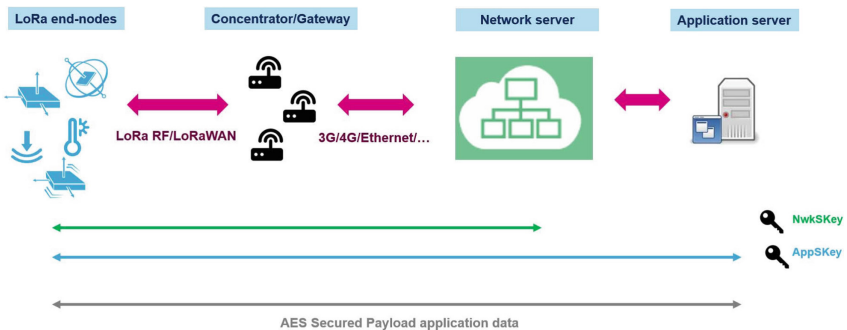 LoRa end-nodes
Concentrator/Gateway
Network server
Application server
LoRa RF/LoRaWAN
3G/4G/Ethernet/…
NwkSKey
AppSKey
AES Secured Payload application data